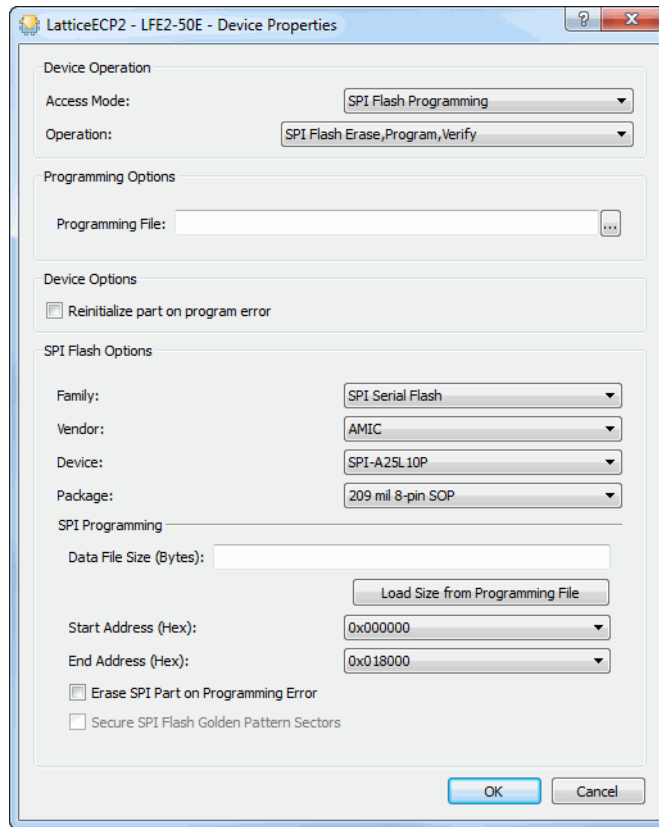 LatticeECP2 - LFE2-50E - Device Properties
Device Operation
Access Mode: SPI Flash Programming
Operation: SPI Flash Erase,Program,Verify
Programming Options
Programming File: ...
Device Options
Reinitialize part on program error
SPI Flash Options
Family: SPI Serial Flash
Vendor: AMIC
Device: SPI-A25L10P
Package: 209 mil 8-pin SOP
SPI Programming
Data File Size (Bytes):
Load Size from Programming File
Start Address (Hex): 0x000000
End Address (Hex): 0x018000
Erase SPI Part on Programming Error
Secure SPI Flash Golden Pattern Sectors
OK Cancel